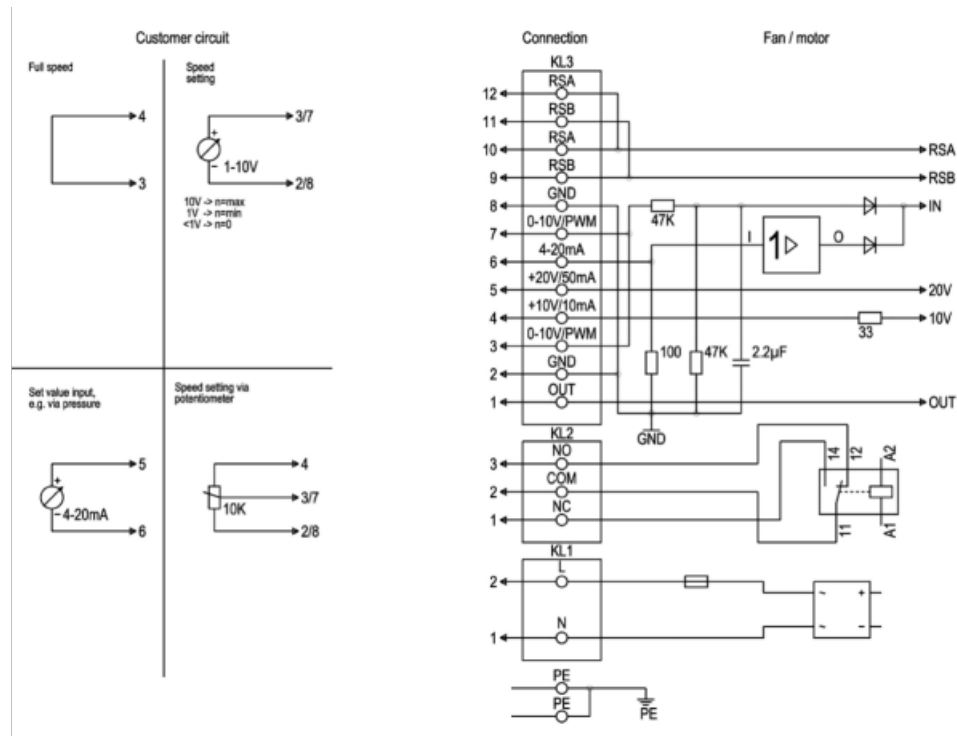 Customer circuit
Full speed
4
3
Speed
setting
3/7
+
1-10V
−
2/8
10V -> n=max
1V -> n=min
<1V -> n=0
Set value input,
e.g. via pressure
5
+
− 4-20mA
6
Speed setting via
potentiometer
4
3/7
10K
2/8
Connection
Fan / motor
KL3
RSA
12
RSB
11
RSA
10
RSA
RSB
9
RSB
GND
8
47K
IN
0-10V/PWM
7
I
1
O
4-20mA
6
+20V/50mA
5
20V
+10V/10mA
4
33
10V
0-10V/PWM
3
100
47K
2.2µF
GND
2
OUT
1
OUT
GND
KL2
NO
3
COM
2
NC
1
14
12
A2
11
A1
KL1
L
2
~ +
N
1
~ −
PE
PE
PE